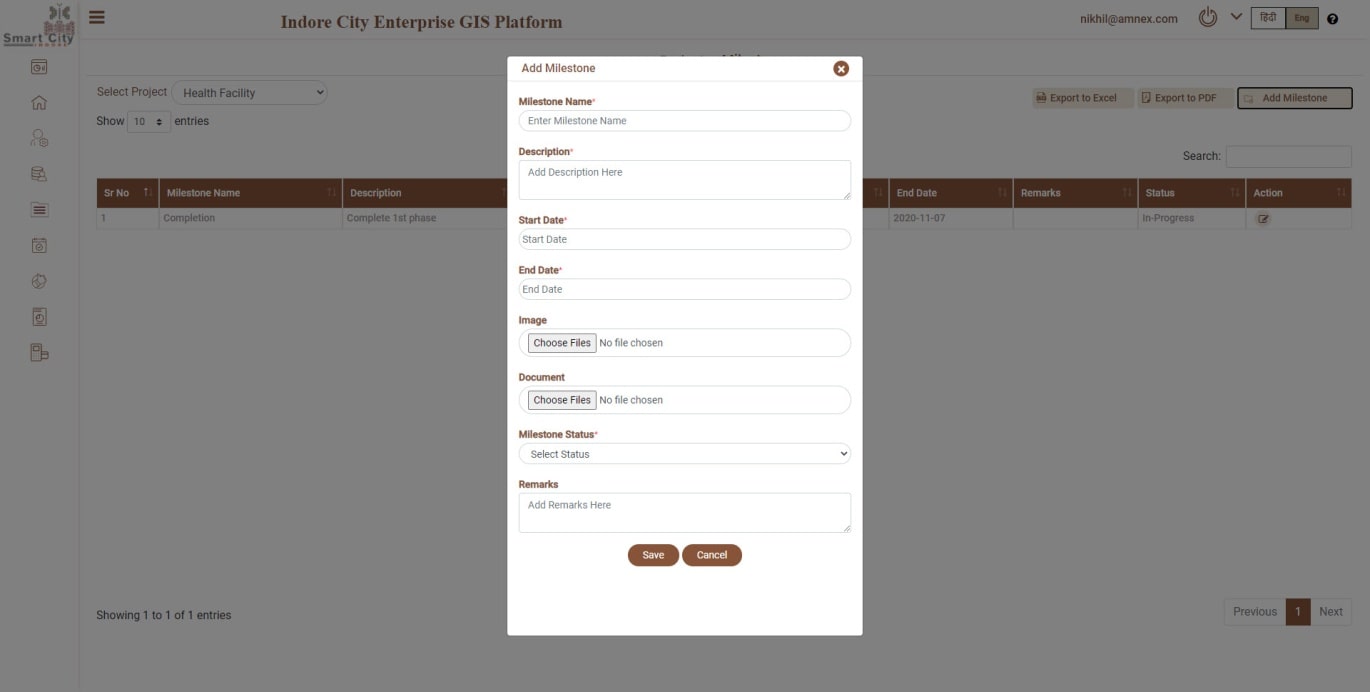 Smart City
INDORE
Indore City Enterprise GIS Platform
nikhil@amnex.com
हिंदी
Eng
?
Select Project
Health Facility
Export to Excel
Export to PDF
Add Milestone
Show 10 entries
Search:
Sr No
Milestone Name
Description
End Date
Remarks
Status
Action
1
Completion
Complete 1st phase
2020-11-07
In-Progress
Add Milestone
Milestone Name*
Enter Milestone Name
Description*
Add Description Here
Start Date*
Start Date
End Date*
End Date
Image
Choose Files No file chosen
Document
Choose Files No file chosen
Milestone Status*
Select Status
Remarks
Add Remarks Here
Save
Cancel
Showing 1 to 1 of 1 entries
Previous
1
Next